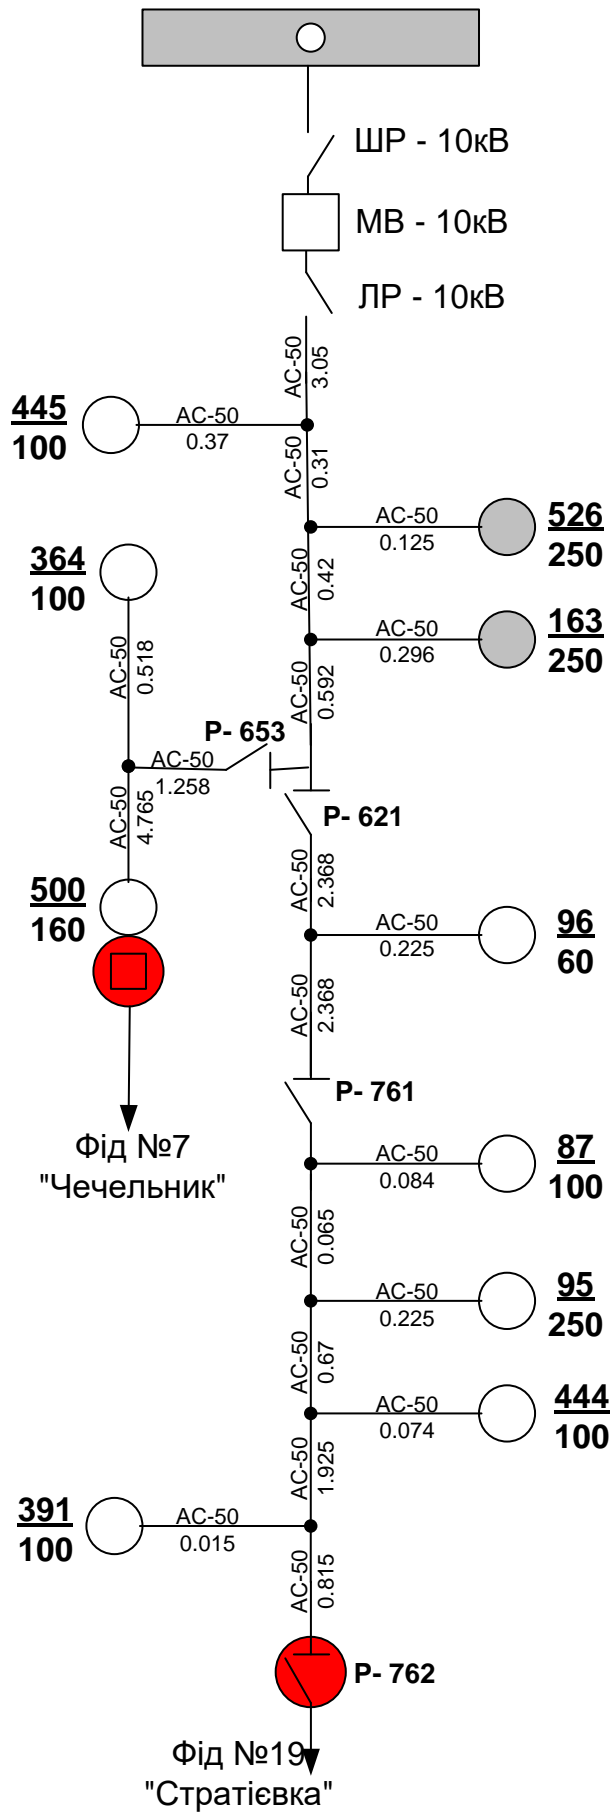 ШР - 10кВ
МВ - 10кВ
ЛР - 10кВ
АС-50
3.05
445
100
АС-50
0.37
АС-50
0.31
АС-50
0.125
526
250
364
100
АС-50
0.42
АС-50
0.296
163
250
АС-50
0.518
АС-50
0.592
Р- 653
АС-50
1.258
Р- 621
АС-50
4.765
500
160
АС-50
2.368
АС-50
0.225
96
60
АС-50
2.368
Р- 761
Фід №7
"Чечельник"
АС-50
0.084
87
100
АС-50
0.065
АС-50
0.225
95
250
АС-50
0.67
АС-50
0.074
444
100
АС-50
1.925
391
100
АС-50
0.015
АС-50
0.815
Р- 762
Фід №19
"Стратієвка"